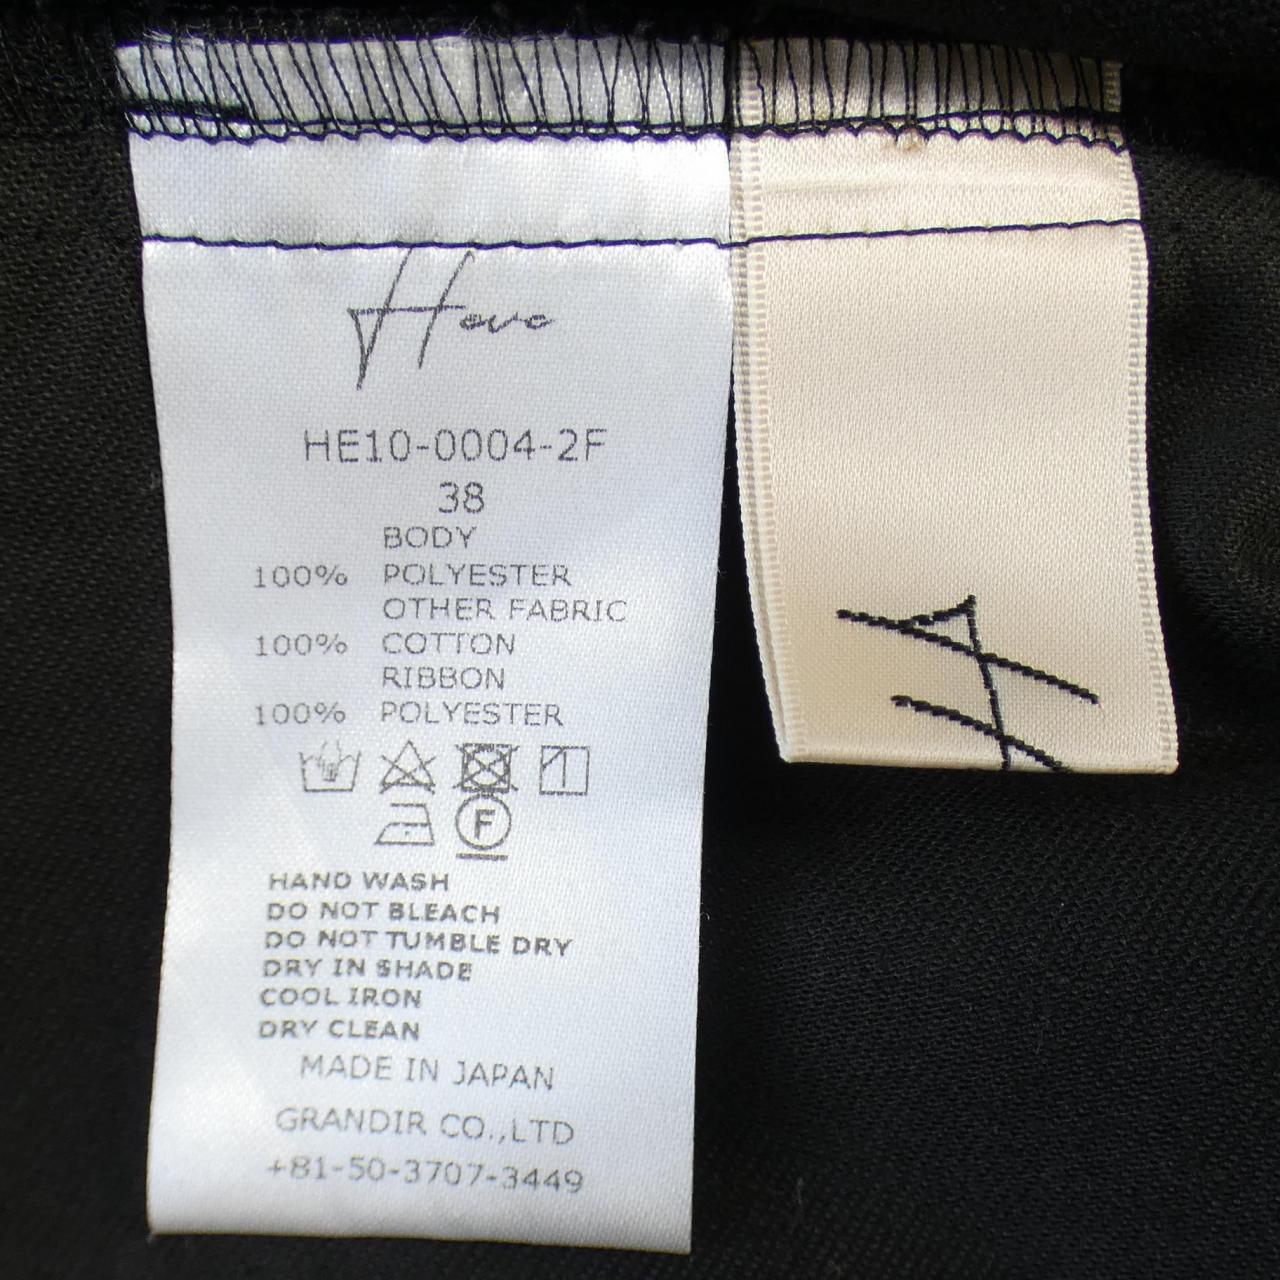 Heve
HE10-0004-2F
38
BODY
100% POLYESTER
OTHER FABRIC
100% COTTON
RIBBON
100% POLYESTER
F
HAND WASH
DO NOT BLEACH
DO NOT TUMBLE DRY
DRY IN SHADE
COOL IRON
DRY CLEAN
MADE IN JAPAN
GRANDIR CO.,LTD
+81-50-3707-3449